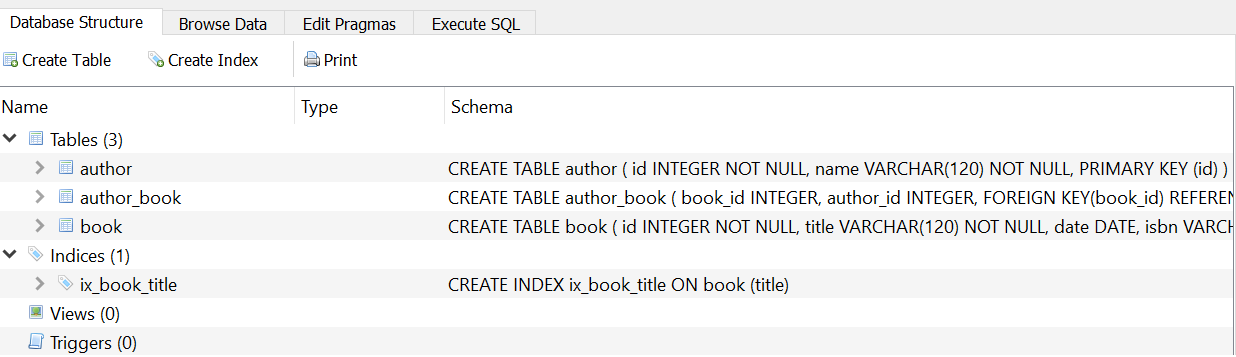 Database Structure Browse Data Edit Pragmas Execute SQL
Create Table Create Index Print
Name Type Schema
Tables (3)
author CREATE TABLE author ( id INTEGER NOT NULL, name VARCHAR(120) NOT NULL, PRIMARY KEY (id) )
author_book CREATE TABLE author_book ( book_id INTEGER, author_id INTEGER, FOREIGN KEY(book_id) REFEREN
book CREATE TABLE book ( id INTEGER NOT NULL, title VARCHAR(120) NOT NULL, date DATE, isbn VARCH
Indices (1)
ix_book_title CREATE INDEX ix_book_title ON book (title)
Views (0)
Triggers (0)